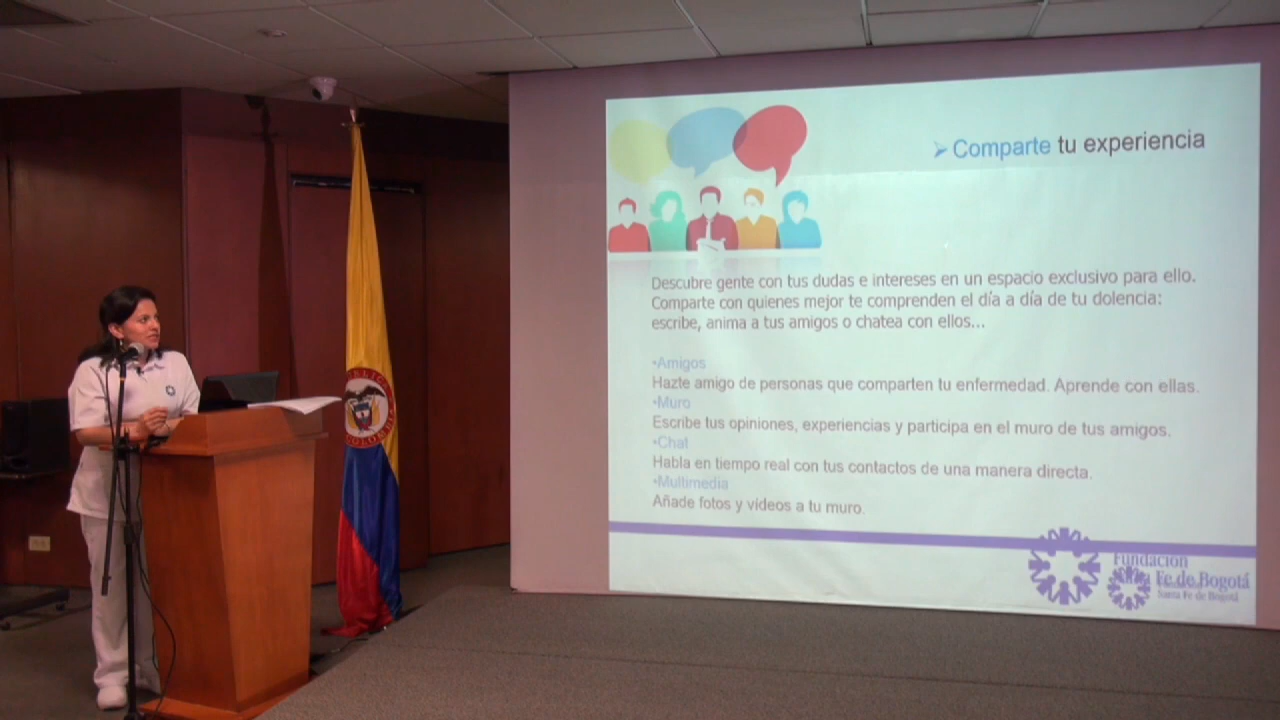 ➢ Comparte tu experiencia
Descubre gente con tus dudas e intereses en un espacio exclusivo para ello.
Comparte con quienes mejor te comprenden el día a día de tu dolencia:
escribe, anima a tus amigos o chatea con ellos...
•Amigos
Hazte amigo de personas que comparten tu enfermedad. Aprende con ellas.
•Muro
Escribe tus opiniones, experiencias y participa en el muro de tus amigos.
•Chat
Habla en tiempo real con tus contactos de una manera directa.
•Multimedia
Añade fotos y vídeos a tu muro.
Fundación
Fe de Bogotá
Santa Fe de Bogotá
COLOMBIA